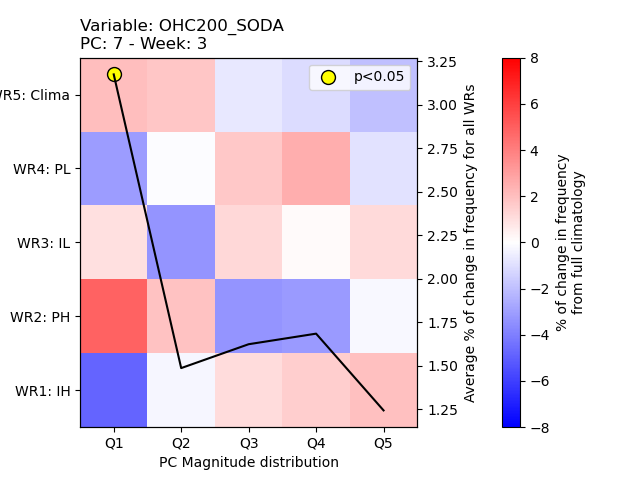 Variable: OHC200_SODA
PC: 7 - Week: 3
p<0.05
WR4: PL
WR3: IL
WR2: PH
WR1: IH
R5: Clima
Q1 Q2 Q3 Q4 Q5
PC Magnitude distribution
3.25
3.00
2.75
2.50
2.25
2.00
1.75
1.50
1.25
Average % of change in frequency for all WRs
8
6
4
2
0
−2
−4
−6
−8
% of change in frequency
from full climatology